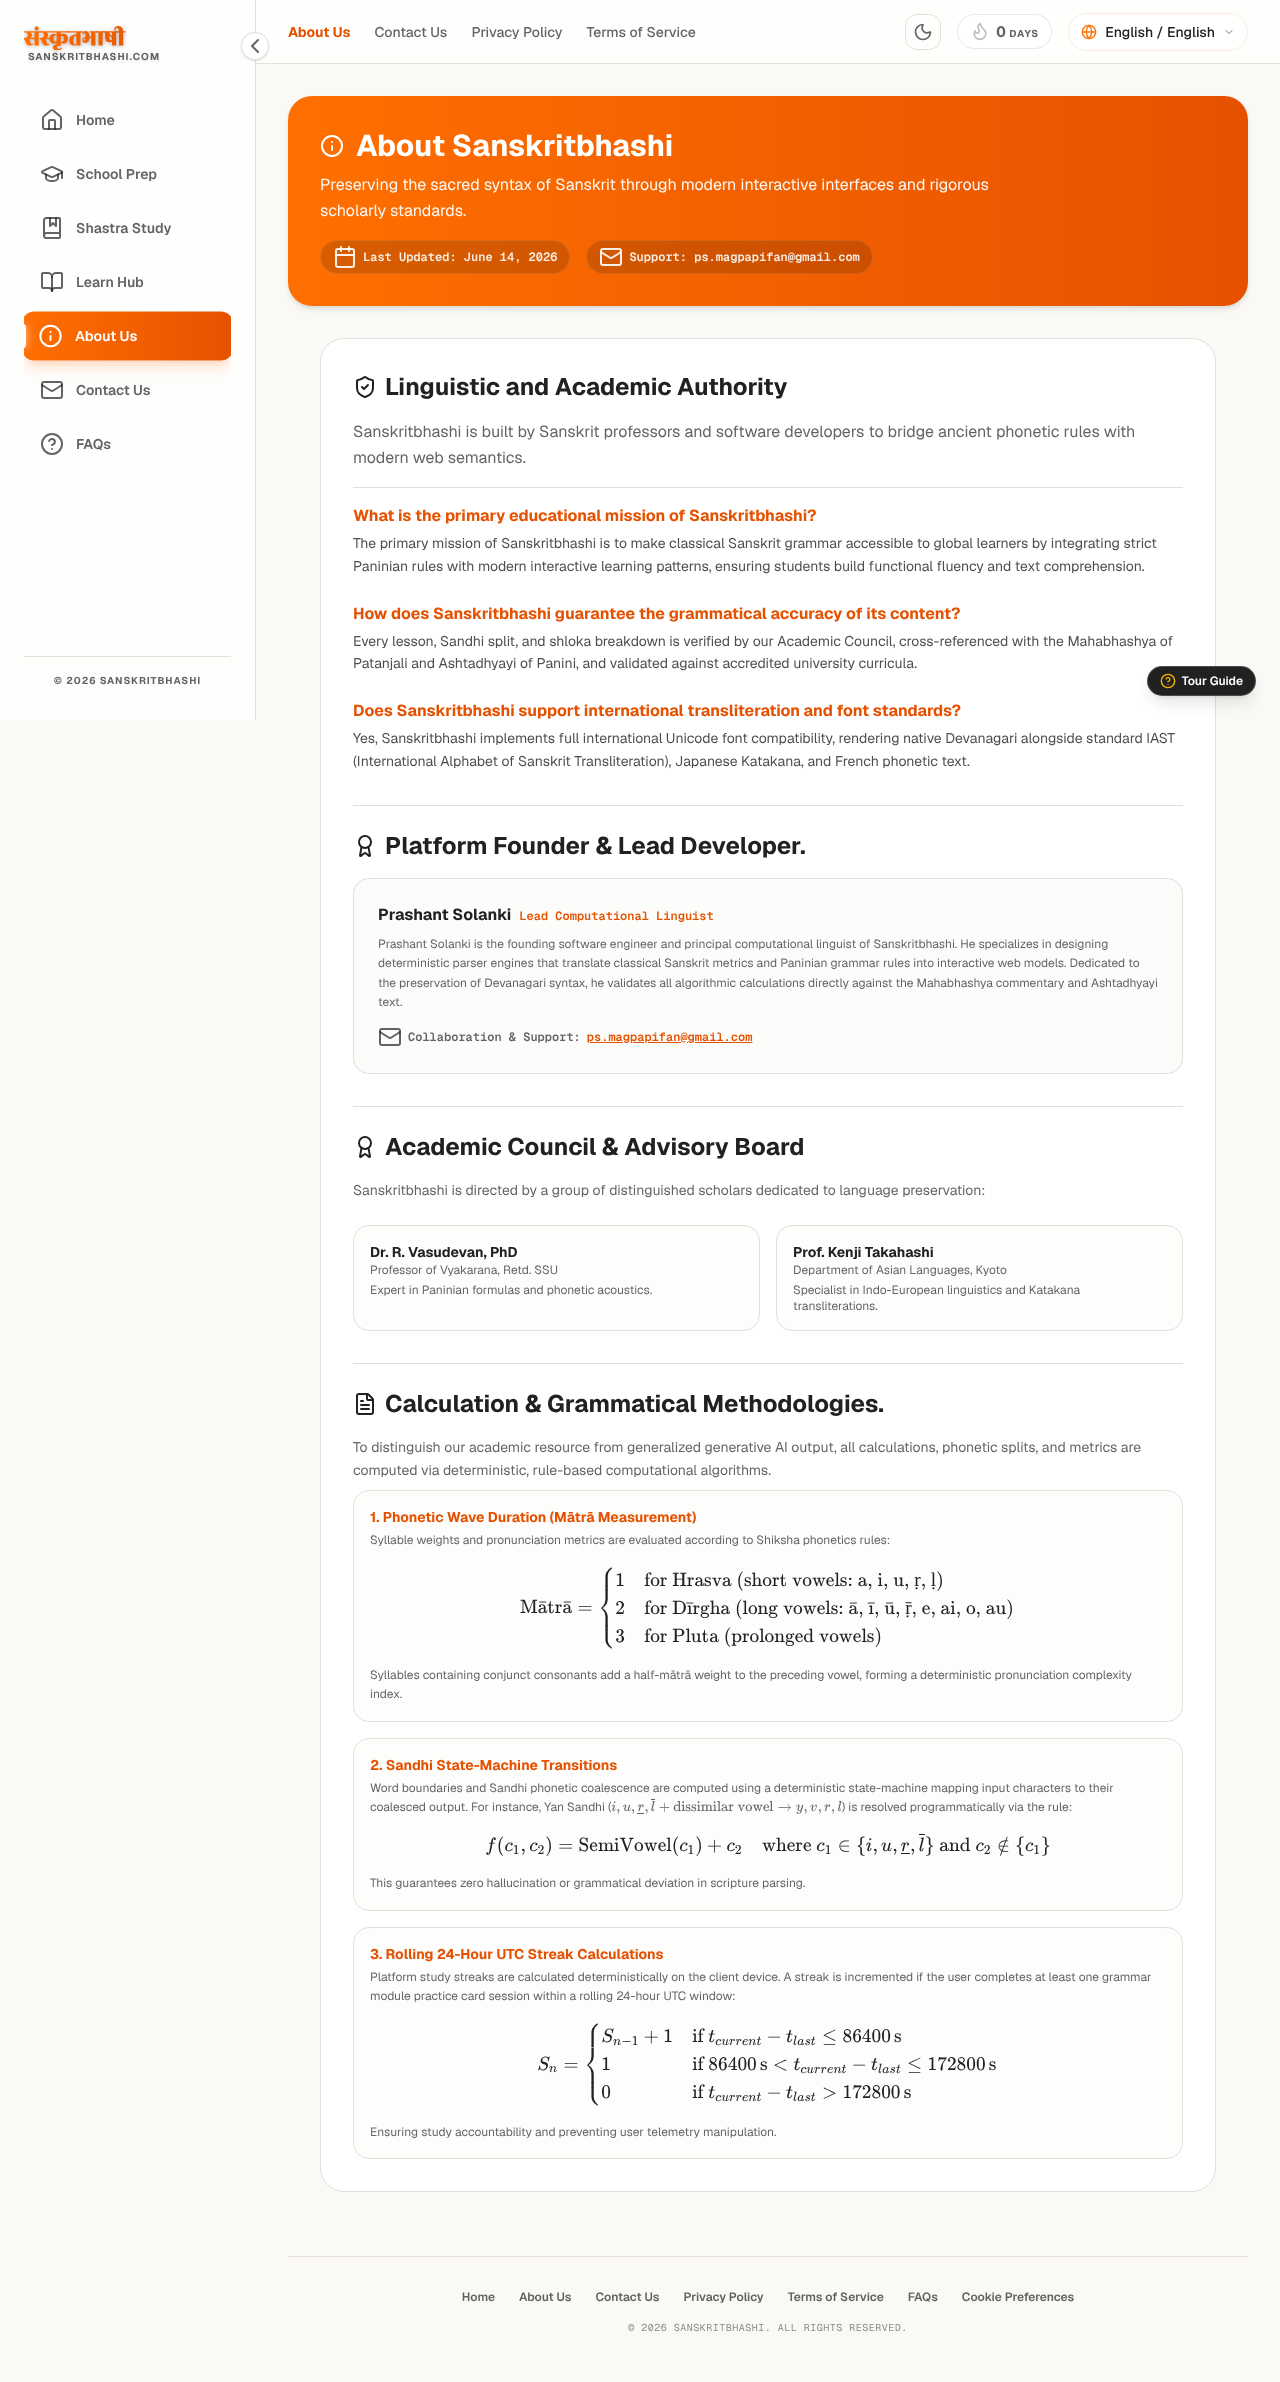 संस्कृतभाषी
SANSKRITBHASHI.COM
Home
School Prep
Shastra Study
Learn Hub
About Us
Contact Us
FAQs
© 2026 SANSKRITBHASHI
About Us Contact Us Privacy Policy Terms of Service
0 DAYS
English / English
About Sanskritbhashi
Preserving the sacred syntax of Sanskrit through modern interactive interfaces and rigorous
scholarly standards.
Last Updated: June 14, 2026
Support: ps.magpapifan@gmail.com
Linguistic and Academic Authority
Sanskritbhashi is built by Sanskrit professors and software developers to bridge ancient phonetic rules with
modern web semantics.
What is the primary educational mission of Sanskritbhashi?
The primary mission of Sanskritbhashi is to make classical Sanskrit grammar accessible to global learners by integrating strict
Paninian rules with modern interactive learning patterns, ensuring students build functional fluency and text comprehension.
How does Sanskritbhashi guarantee the grammatical accuracy of its content?
Every lesson, Sandhi split, and shloka breakdown is verified by our Academic Council, cross-referenced with the Mahabhashya of
Patanjali and Ashtadhyayi of Panini, and validated against accredited university curricula.
Tour Guide
Does Sanskritbhashi support international transliteration and font standards?
Yes, Sanskritbhashi implements full international Unicode font compatibility, rendering native Devanagari alongside standard IAST
(International Alphabet of Sanskrit Transliteration), Japanese Katakana, and French phonetic text.
Platform Founder & Lead Developer.
Prashant Solanki Lead Computational Linguist
Prashant Solanki is the founding software engineer and principal computational linguist of Sanskritbhashi. He specializes in designing
deterministic parser engines that translate classical Sanskrit metrics and Paninian grammar rules into interactive web models. Dedicated to
the preservation of Devanagari syntax, he validates all algorithmic calculations directly against the Mahabhashya commentary and Ashtadhyayi
text.
Collaboration & Support: ps.magpapifan@gmail.com
Academic Council & Advisory Board
Sanskritbhashi is directed by a group of distinguished scholars dedicated to language preservation:
Dr. R. Vasudevan, PhD
Professor of Vyakarana, Retd. SSU
Expert in Paninian formulas and phonetic acoustics.
Prof. Kenji Takahashi
Department of Asian Languages, Kyoto
Specialist in Indo-European linguistics and Katakana
transliterations.
Calculation & Grammatical Methodologies.
To distinguish our academic resource from generalized generative AI output, all calculations, phonetic splits, and metrics are
computed via deterministic, rule-based computational algorithms.
1. Phonetic Wave Duration (Mātrā Measurement)
Syllable weights and pronunciation metrics are evaluated according to Shiksha phonetics rules:
Mātrā = {
1 for Hrasva (short vowels: a, i, u, ṛ, ḷ)
2 for Dīrgha (long vowels: ā, ī, ū, ṝ, e, ai, o, au)
3 for Pluta (prolonged vowels)
Syllables containing conjunct consonants add a half-mātrā weight to the preceding vowel, forming a deterministic pronunciation complexity
index.
2. Sandhi State-Machine Transitions
Word boundaries and Sandhi phonetic coalescence are computed using a deterministic state-machine mapping input characters to their
coalesced output. For instance, Yan Sandhi (i, u, r̲, l̄ + dissimilar vowel → y, v, r, l) is resolved programmatically via the rule:
f(c₁, c₂) = SemiVowel(c₁) + c₂ where c₁ ∈ {i, u, r̲, l̄} and c₂ ∉ {c₁}
This guarantees zero hallucination or grammatical deviation in scripture parsing.
3. Rolling 24-Hour UTC Streak Calculations
Platform study streaks are calculated deterministically on the client device. A streak is incremented if the user completes at least one grammar
module practice card session within a rolling 24-hour UTC window:
Sₙ = {
Sₙ₋₁ + 1 if t_current − t_last ≤ 86400 s
1 if 86400 s < t_current − t_last ≤ 172800 s
0 if t_current − t_last > 172800 s
Ensuring study accountability and preventing user telemetry manipulation.
Home About Us Contact Us Privacy Policy Terms of Service FAQs Cookie Preferences
© 2026 SANSKRITBHASHI. ALL RIGHTS RESERVED.